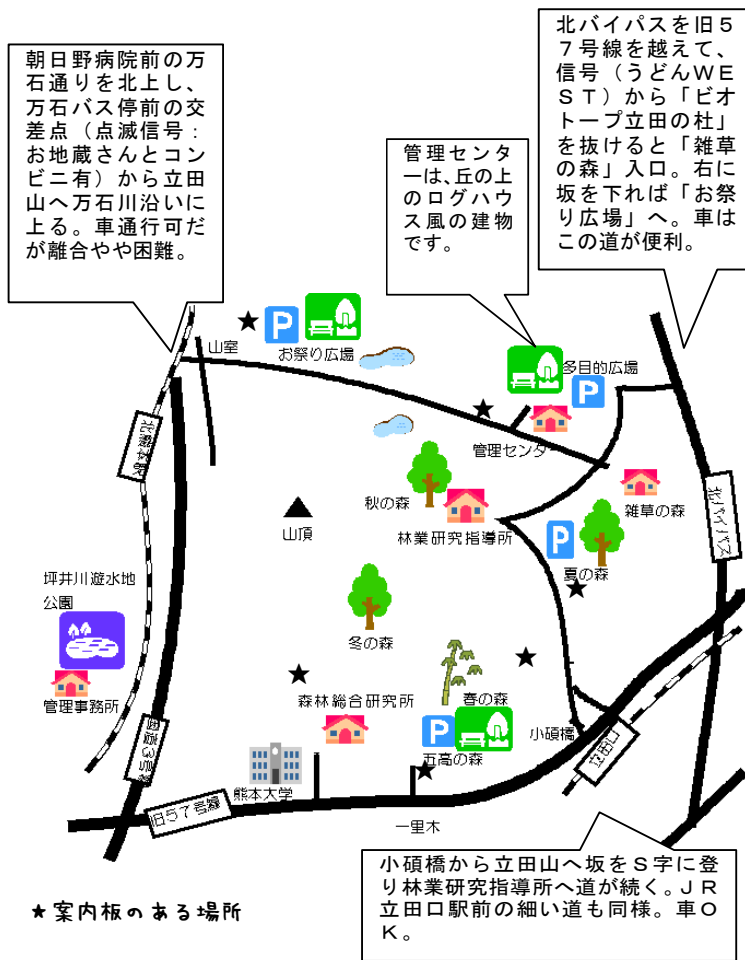 朝日野病院前の万
石通りを北上し、
万石バス停前の交
差点（点滅信号：
お地蔵さんとコン
ビニ有）から立田
山へ万石川沿いに
上る。車通行可だ
が離合やや困難。
管理センタ
ーは、丘の上
のログハウ
ス風の建物
です。
北バイパスを旧５
７号線を越えて、
信号（うどんＷＥ
ＳＴ）から「ビオ
トープ立田の杜」
を抜けると「雑草
の森」入口。右に
坂を下れば「お祭
り広場」へ。車は
この道が便利。
山室
P
お祭り広場
多目的広場
P
北熊本駅
管理センター
秋の森
林業研究指導所
雑草の森
北バイパス
山頂
P
夏の森
坪井川遊水地
公園
冬の森
管理事務所
森林総合研究所
春の森
国道３号線
P
五高の森
小磧橋
立田口
熊本大学
旧５７号線
一里木
小磧橋から立田山へ坂をＳ字に登
り林業研究指導所へ道が続く。ＪＲ
立田口駅前の細い道も同様。車Ｏ
Ｋ。
★案内板のある場所